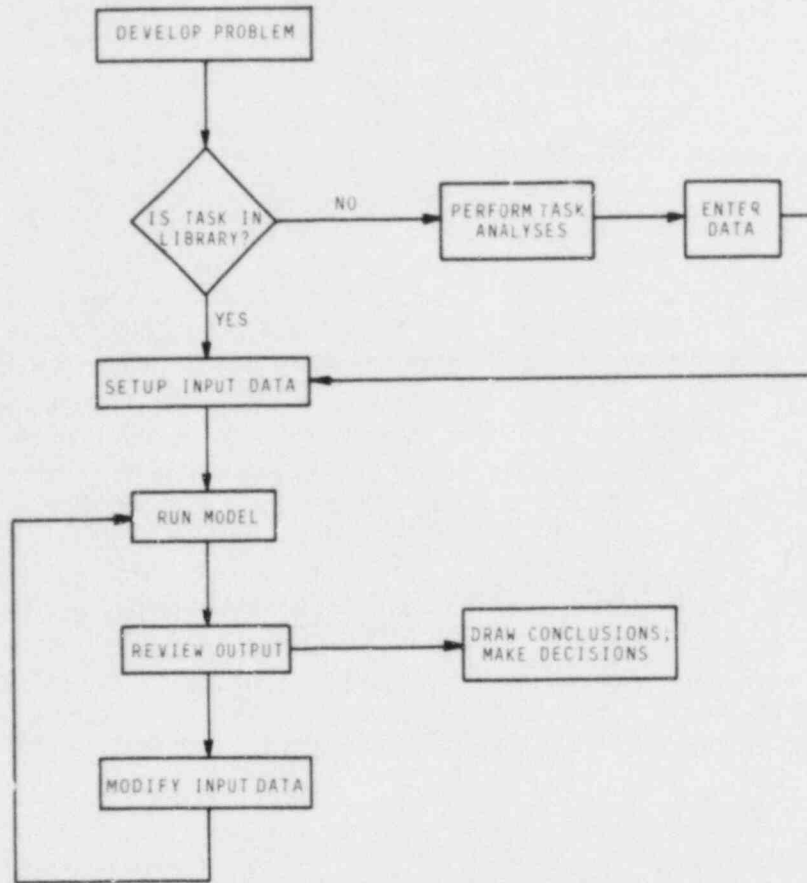 DEVELOP PROBLEM
IS TASK IN
LIBRARY?
NO
PERFORM TASK
ANALYSES
ENTER
DATA
YES
SETUP INPUT DATA
RUN MODEL
REVIEW OUTPUT
DRAW CONCLUSIONS;
MAKE DECISIONS
MODIFY INPUT DATA